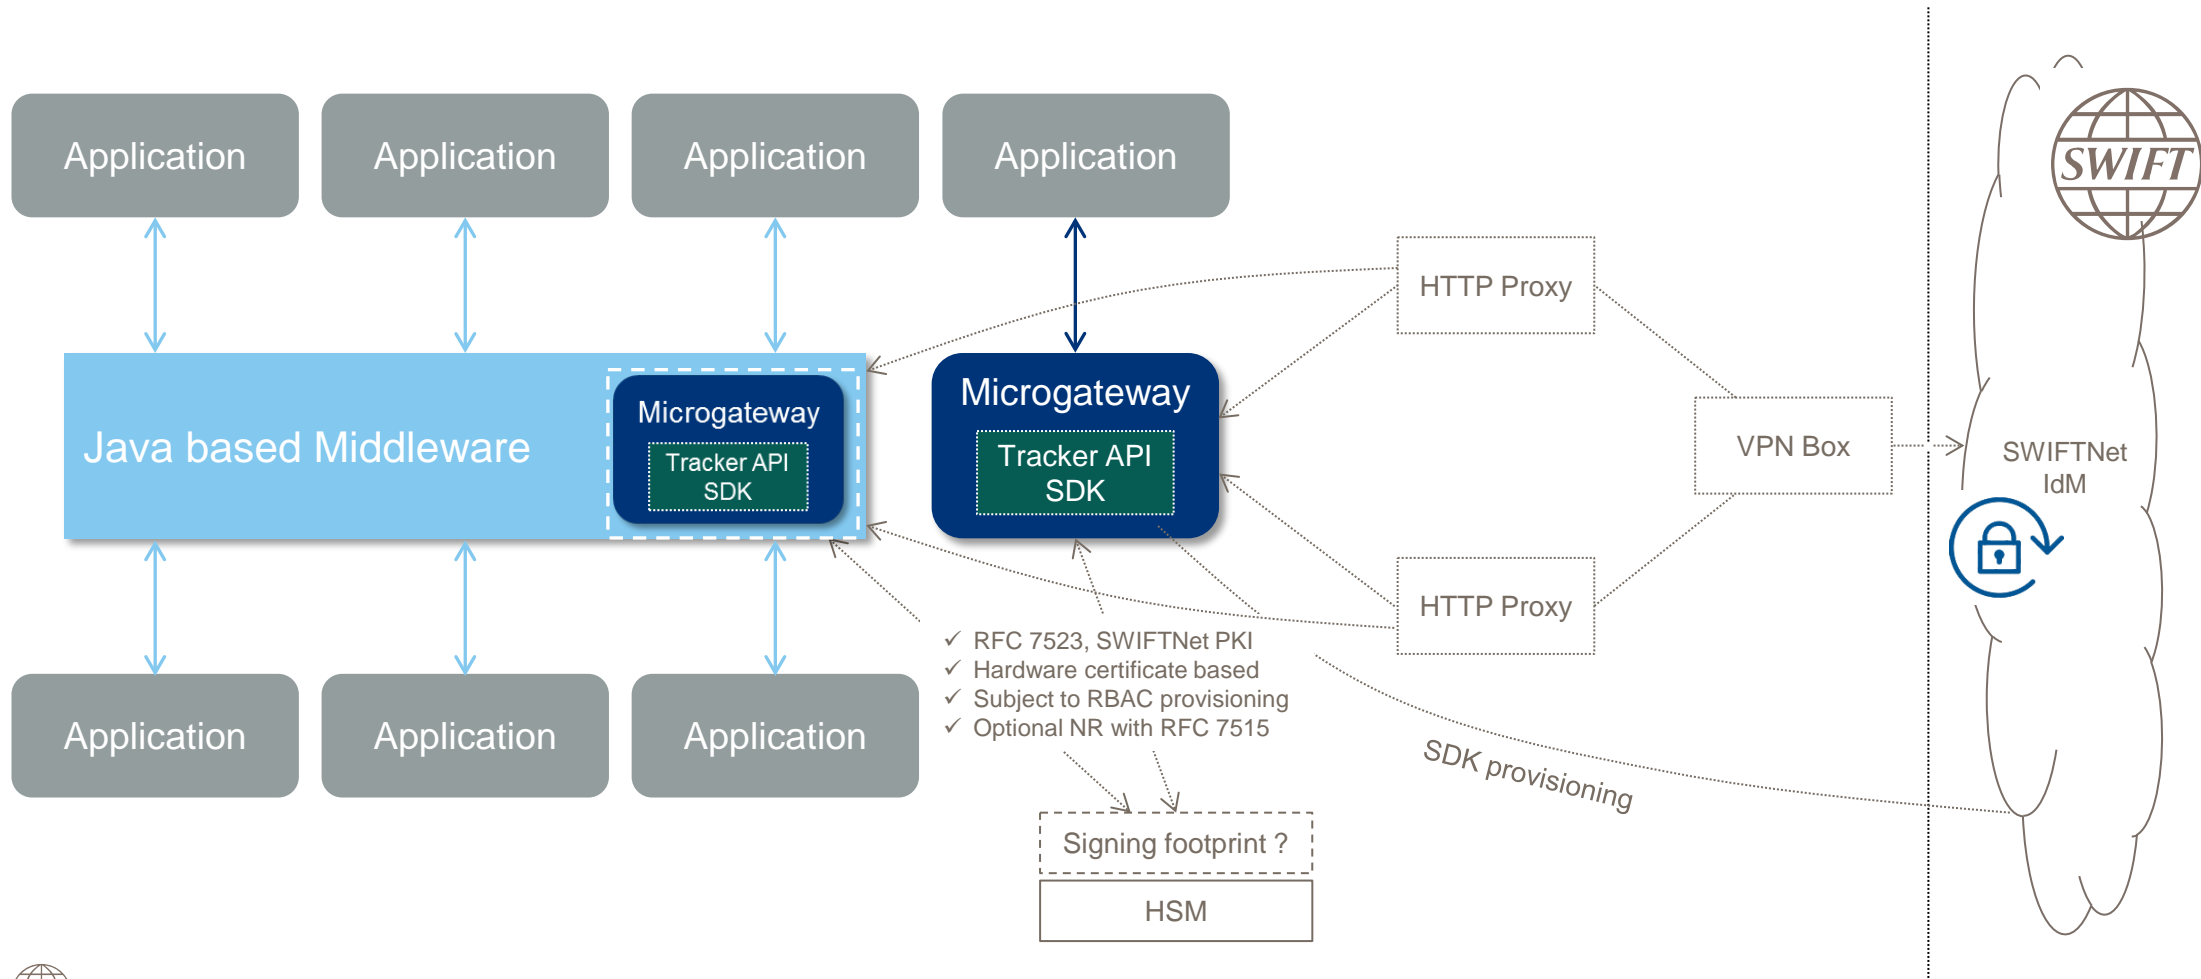 Application
Application
Application
Application
SWIFT
HTTP Proxy
Java based Middleware
Microgateway
Tracker API
SDK
Microgateway
Tracker API
SDK
VPN Box
SWIFTNet
IdM
HTTP Proxy
✓ RFC 7523, SWIFTNet PKI
✓ Hardware certificate based
✓ Subject to RBAC provisioning
✓ Optional NR with RFC 7515
Application
Application
Application
SDK provisioning
Signing footprint ?
HSM